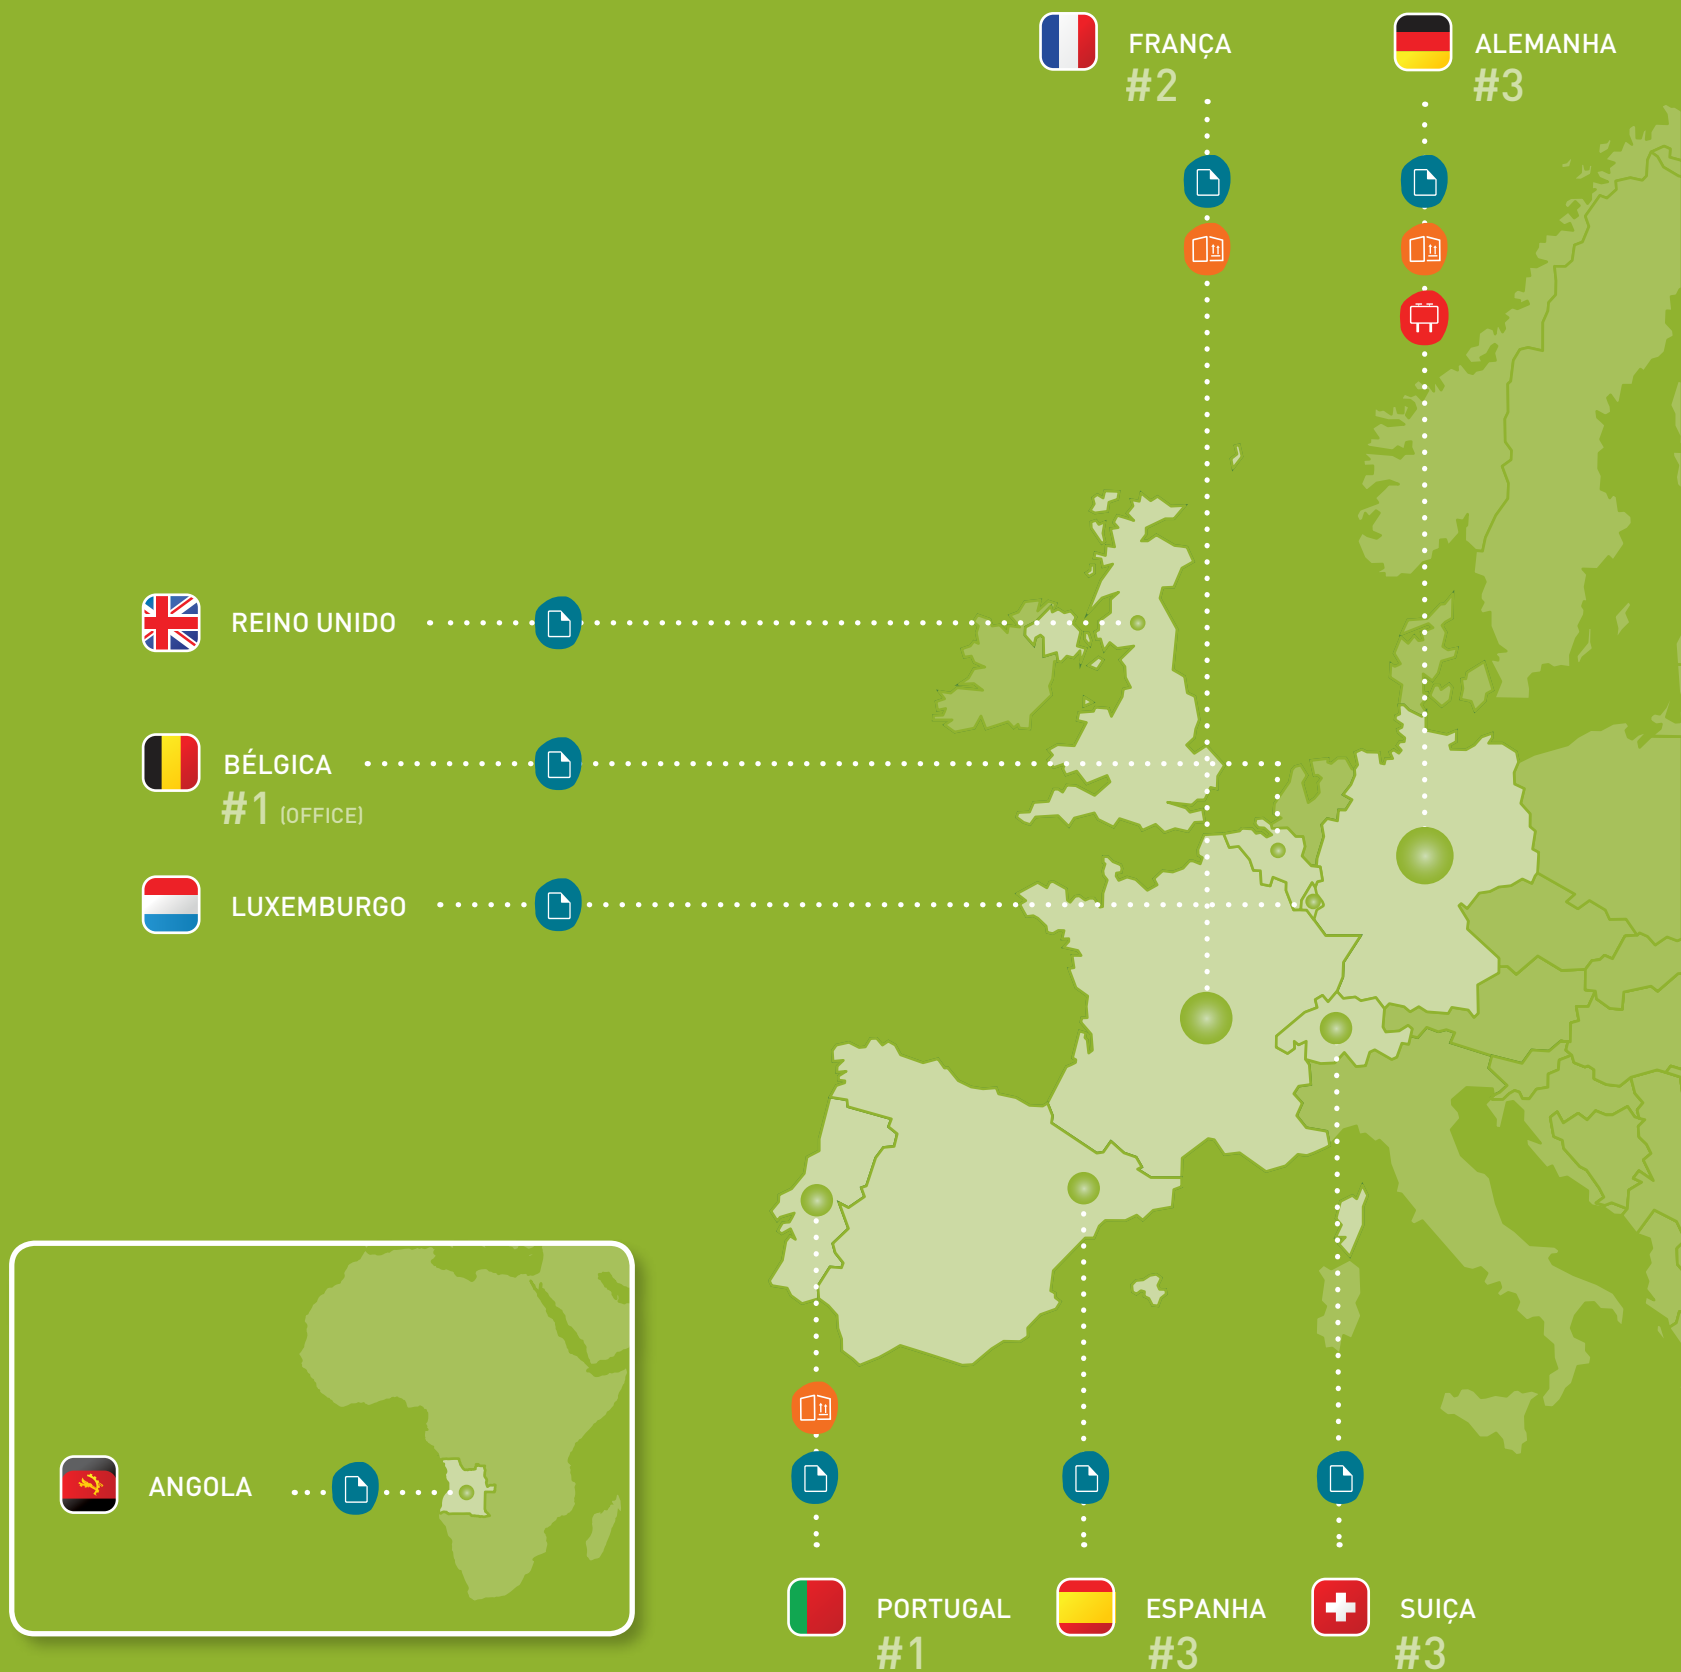 FRANÇA
#2
ALEMANHA
#3
REINO UNIDO
BÉLGICA
#1 (OFFICE)
LUXEMBURGO
ANGOLA
PORTUGAL
#1
ESPANHA
#3
SUIÇA
#3